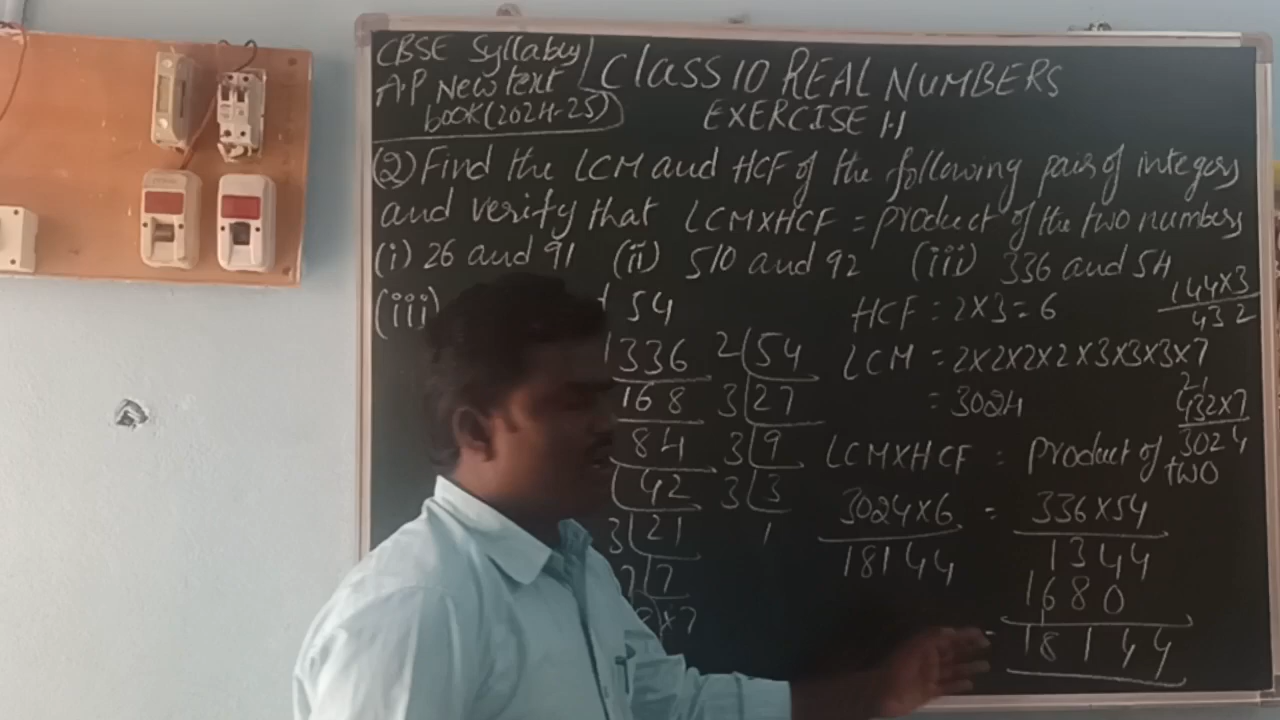 CBSE Syllabus
A.P New text
book (2024-25)
Class 10 REAL NUMBERS
EXERCISE 1.1
(2) Find the LCM and HCF of the following pairs of integers
and verify that LCM×HCF = product of the two numbers
(i) 26 and 91 (ii) 510 and 92 (iii) 336 and 54
(iii)
54
336
168
84
42
3 21
7 7
2 54
3 27
3 9
3 3
1
HCF = 2×3 = 6
LCM = 2×2×2×2×3×3×3×7
= 3024
144×3
432
21
432×7
3024
LCM×HCF = product of
two
3024×6 = 336×54
18144
1344
1680
18144